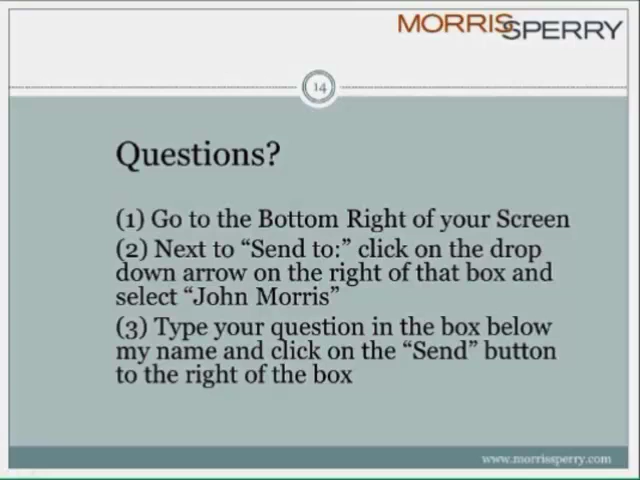 MORRISSPERRY
14
Questions?
(1) Go to the Bottom Right of your Screen
(2) Next to “Send to:” click on the drop
down arrow on the right of that box and
select “John Morris”
(3) Type your question in the box below
my name and click on the “Send” button
to the right of the box
www.morrissperry.com